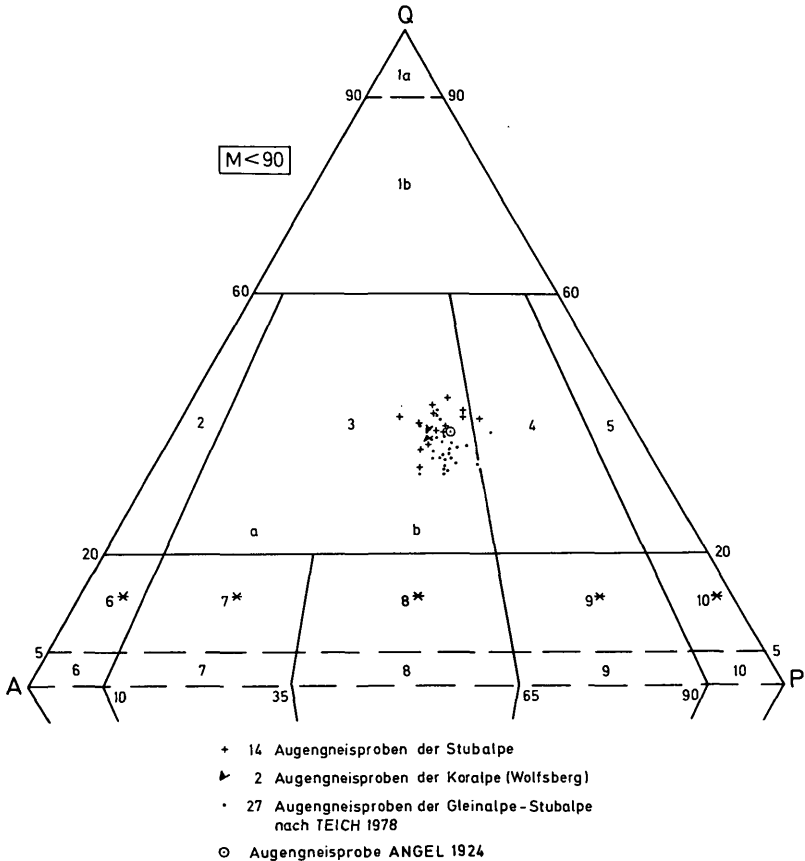 Q
1a
90 90
M<90
1b
60 60
2 3 4 5
a b
20 20
6* 7* 8* 9* 10*
5 5
6 7 8 9 10
A P
10 35 65 90
+ 14 Augengneisproben der Stubalpe
2 Augengneisproben der Koralpe (Wolfsberg)
· 27 Augengneisproben der Gleinalpe-Stubalpe
nach TEICH 1978
⊙ Augengneisprobe ANGEL 1924